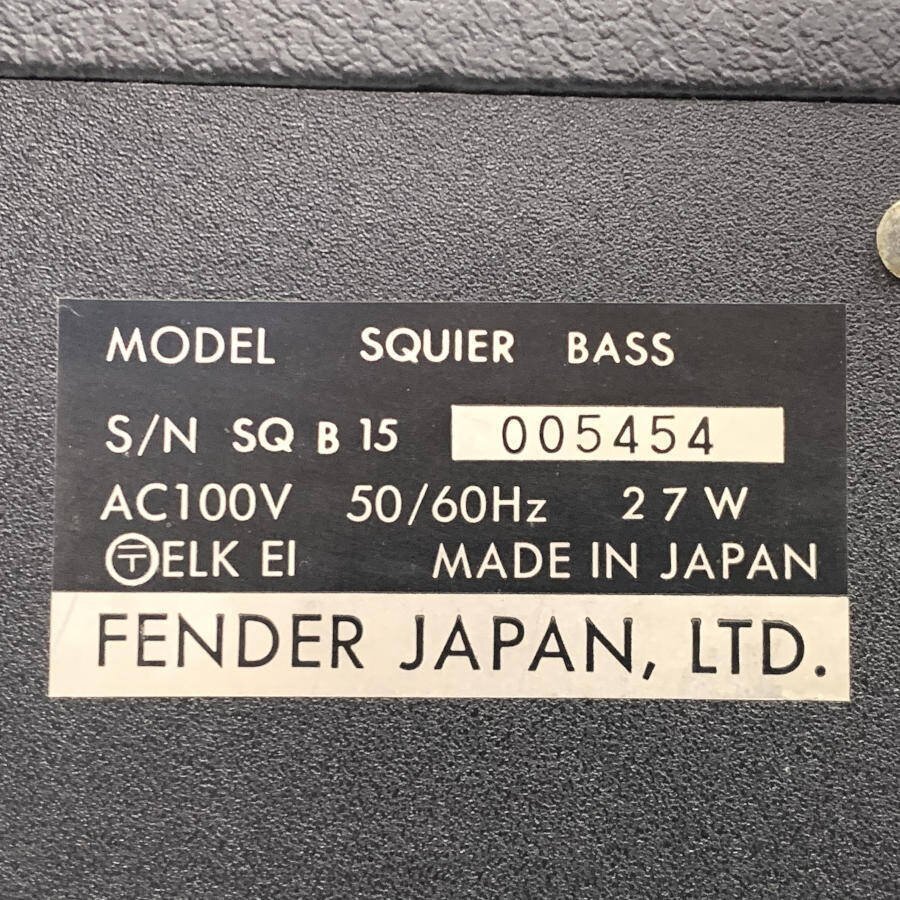 MODEL SQUIER BASS
S/N SQ B 15 005454
AC100V 50/60Hz 27W
〶ELK EI MADE IN JAPAN
FENDER JAPAN, LTD.